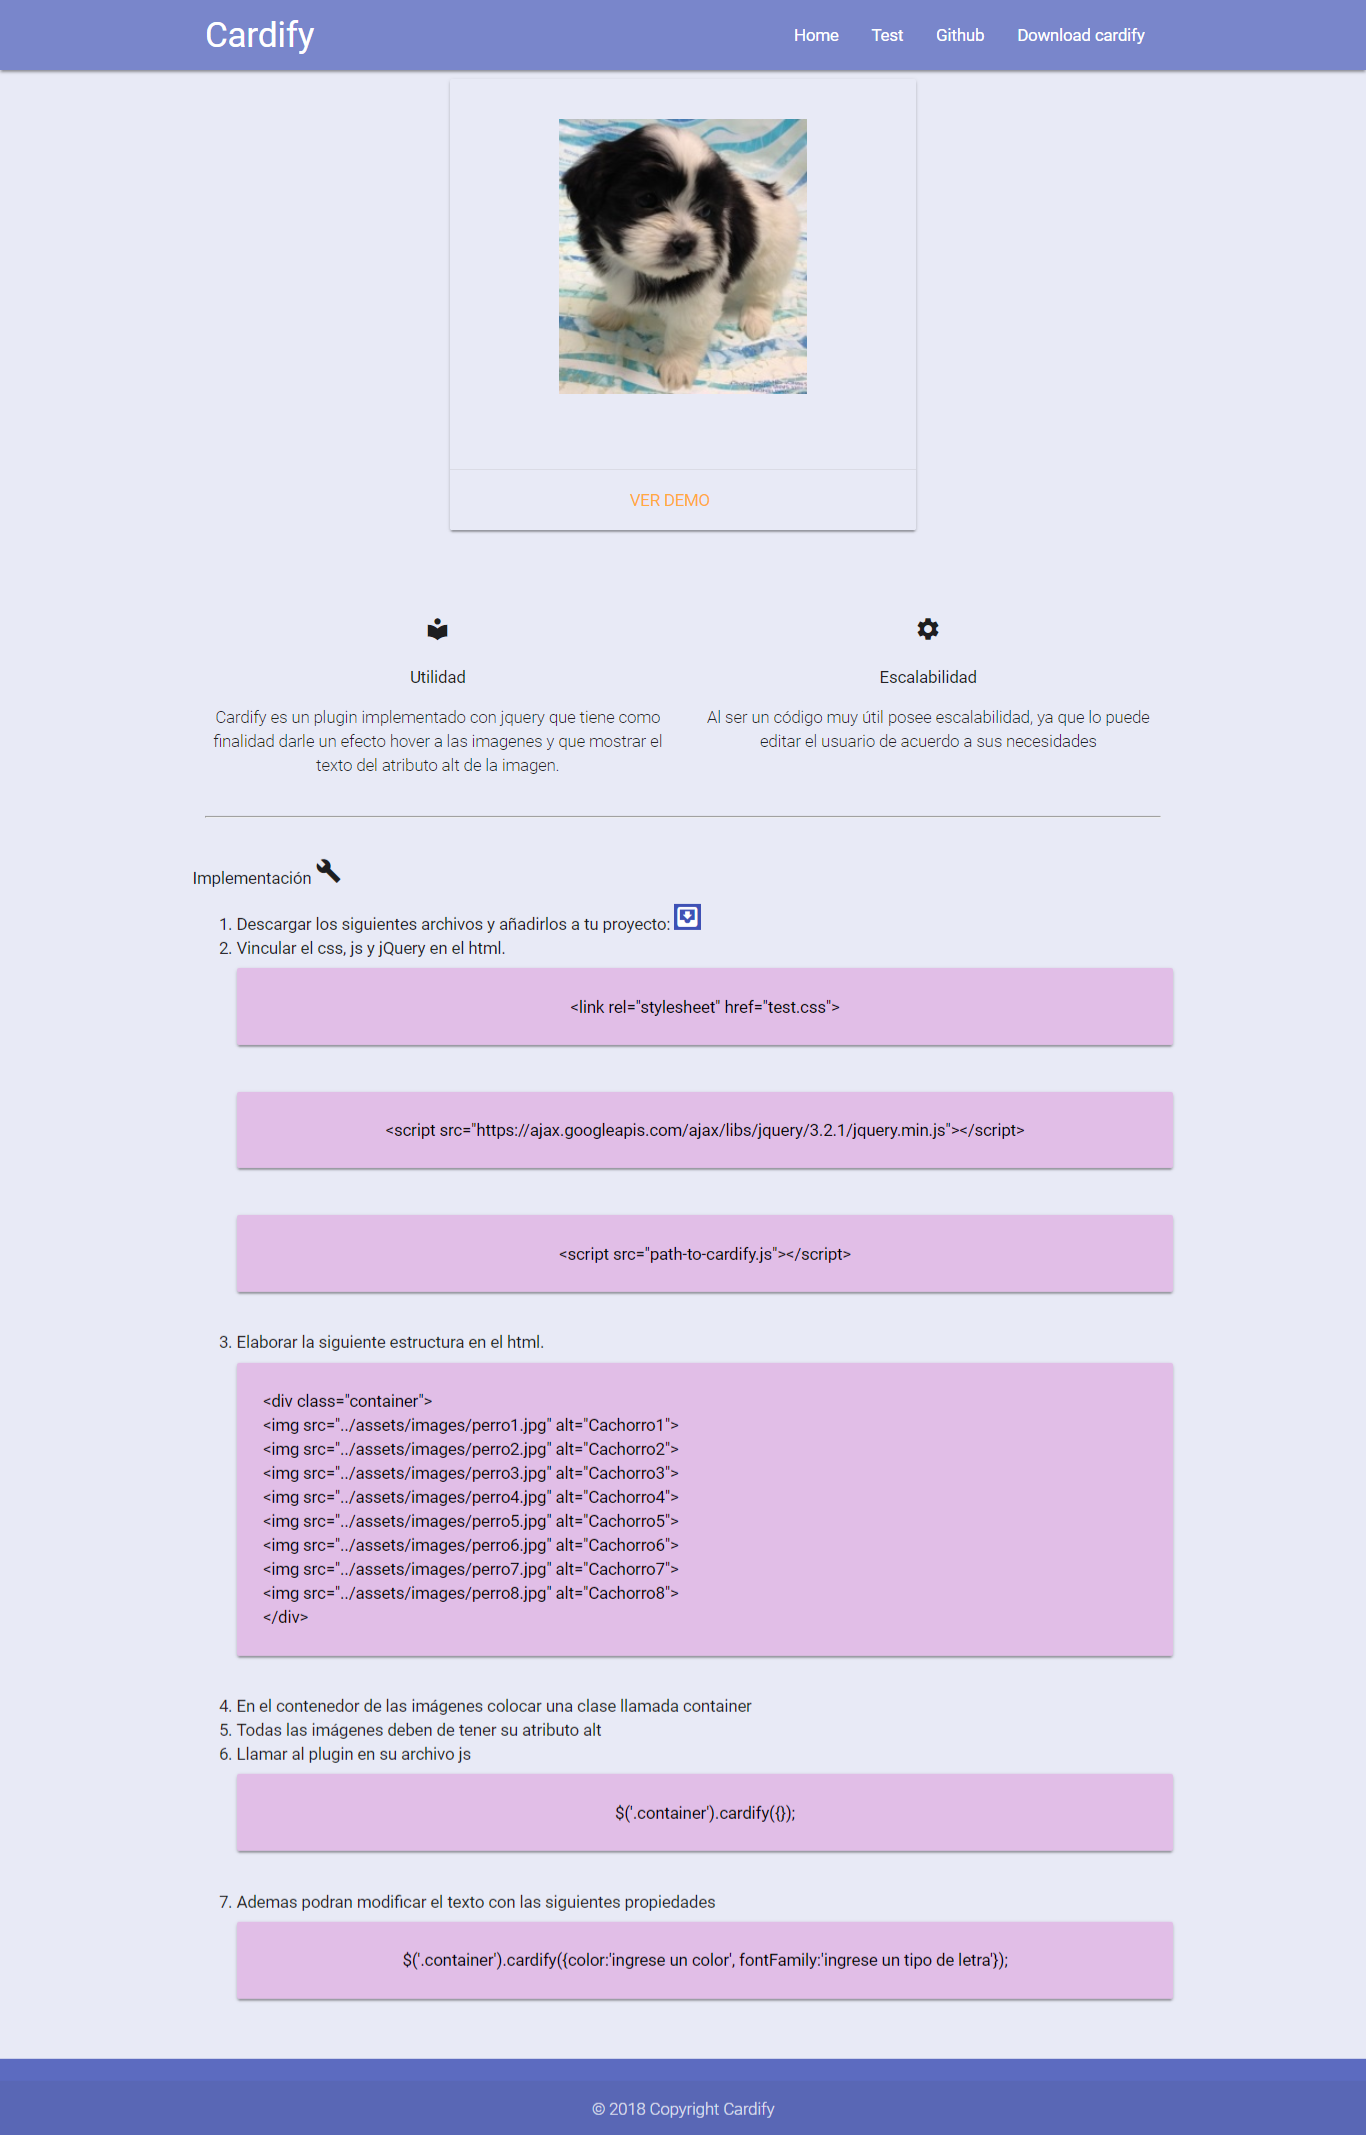 Cardify
Home
Test
Github
Download cardify
VER DEMO
Utilidad
Cardify es un plugin implementado con jquery que tiene como
finalidad darle un efecto hover a las imagenes y que mostrar el
texto del atributo alt de la imagen.
Escalabilidad
Al ser un código muy útil posee escalabilidad, ya que lo puede
editar el usuario de acuerdo a sus necesidades
Implementación
1. Descargar los siguientes archivos y añadirlos a tu proyecto:
2. Vincular el css, js y jQuery en el html.
<link rel="stylesheet" href="test.css">
<script src="https://ajax.googleapis.com/ajax/libs/jquery/3.2.1/jquery.min.js"></script>
<script src="path-to-cardify.js"></script>
3. Elaborar la siguiente estructura en el html.
<div class="container">
<img src="../assets/images/perro1.jpg" alt="Cachorro1">
<img src="../assets/images/perro2.jpg" alt="Cachorro2">
<img src="../assets/images/perro3.jpg" alt="Cachorro3">
<img src="../assets/images/perro4.jpg" alt="Cachorro4">
<img src="../assets/images/perro5.jpg" alt="Cachorro5">
<img src="../assets/images/perro6.jpg" alt="Cachorro6">
<img src="../assets/images/perro7.jpg" alt="Cachorro7">
<img src="../assets/images/perro8.jpg" alt="Cachorro8">
</div>
4. En el contenedor de las imágenes colocar una clase llamada container
5. Todas las imágenes deben de tener su atributo alt
6. Llamar al plugin en su archivo js
$('.container').cardify({});
7. Ademas podran modificar el texto con las siguientes propiedades
$('.container').cardify({color:'ingrese un color', fontFamily:'ingrese un tipo de letra'});
© 2018 Copyright Cardify